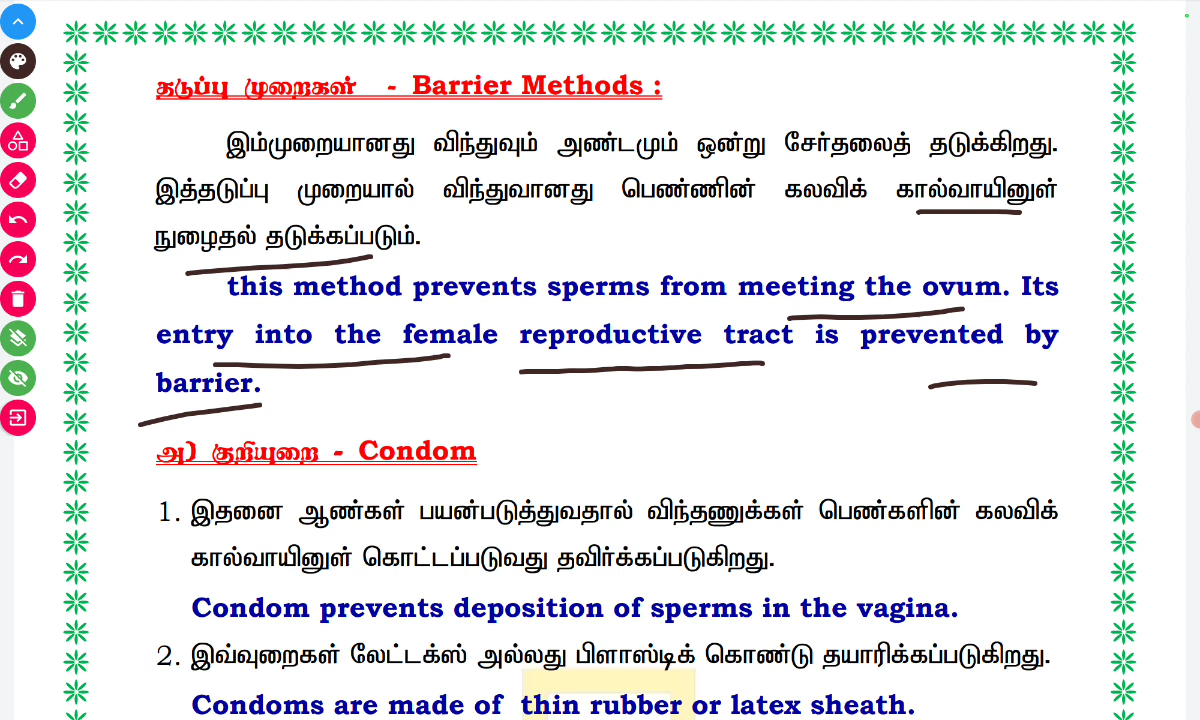 தடுப்பு முறைகள் - Barrier Methods :
இம்முறையானது விந்துவும் அண்டமும் ஒன்று சேர்தலைத் தடுக்கிறது.
இத்தடுப்பு முறையால் விந்துவானது பெண்ணின் கலவிக் கால்வாயினுள்
நுழைதல் தடுக்கப்படும்.
this method prevents sperms from meeting the ovum. Its
entry into the female reproductive tract is prevented by
barrier.
அ) குறியுறை - Condom
1. இதனை ஆண்கள் பயன்படுத்துவதால் விந்தணுக்கள் பெண்களின் கலவிக்
கால்வாயினுள் கொட்டப்படுவது தவிர்க்கப்படுகிறது.
Condom prevents deposition of sperms in the vagina.
2. இவ்வுறைகள் லேட்டக்ஸ் அல்லது பிளாஸ்டிக் கொண்டு தயாரிக்கப்படுகிறது.
Condoms are made of thin rubber or latex sheath.